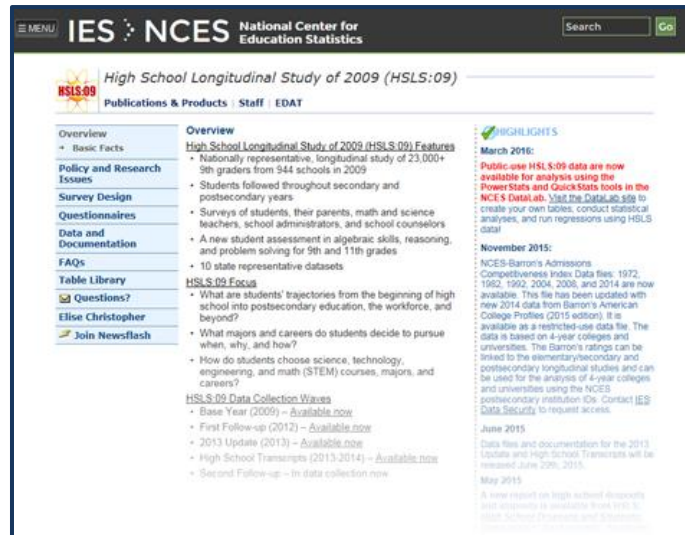 ≡ MENU
IES NCES National Center for
Education Statistics
Search
Go
HSLS:09
High School Longitudinal Study of 2009 (HSLS:09)
Publications & Products | Staff | EDAT
Overview
Basic Facts
Policy and Research
Issues
Survey Design
Questionnaires
Data and
Documentation
FAQs
Table Library
Questions?
Elise Christopher
Join Newsflash
Overview
High School Longitudinal Study of 2009 (HSLS:09) Features
• Nationally representative, longitudinal study of 23,000+
9th graders from 944 schools in 2009
• Students followed throughout secondary and
postsecondary years
• Surveys of students, their parents, math and science
teachers, school administrators, and school counselors
• A new student assessment in algebraic skills, reasoning,
and problem solving for 9th and 11th grades
• 10 state representative datasets
HSLS:09 Focus
• What are students' trajectories from the beginning of high
school into postsecondary education, the workforce, and
beyond?
• What majors and careers do students decide to pursue
when, why, and how?
• How do students choose science, technology,
engineering, and math (STEM) courses, majors, and
careers?
HSLS:09 Data Collection Waves
• Base Year (2009) – Available now
• First Follow-up (2012) – Available now
• 2013 Update (2013) – Available now
• High School Transcripts (2013-2014) – Available now
• Second Follow-up – In data collection now
HIGHLIGHTS
March 2016:
Public-use HSLS:09 data are now
available for analysis using the
PowerStats and QuickStats tools in the
NCES DataLab. Visit the DataLab site to
create your own tables, conduct statistical
analyses, and run regressions using HSLS
data!
November 2015:
NCES-Barron's Admissions
Competitiveness Index Data files: 1972,
1982, 1992, 2004, 2008, and 2014 are now
available. This file has been updated with
new 2014 data from Barron's American
College Profiles (2015 edition). It is
available as a restricted-use data file. The
data is based on 4-year colleges and
universities. The Barron's ratings can be
linked to the elementary/secondary and
postsecondary longitudinal studies and can
be used for the analysis of 4-year colleges
and universities using the NCES
postsecondary institution IDs. Contact IES
Data Security to request access.
June 2015
Data files and documentation for the 2013
Update and High School Transcripts will be
released June 29th, 2015.
May 2015
A new report on high school dropouts